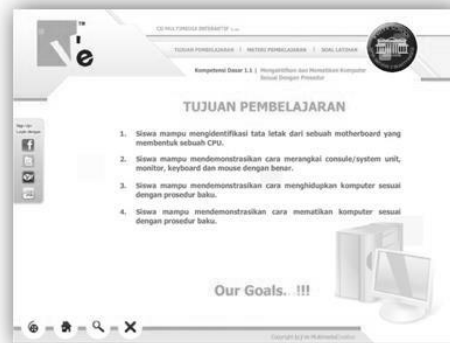 TM
V'e
CD MULTIMEDIA INTERAKTIF
TUJUAN PEMBELAJARAN | MATERI PEMBELAJARAN | SOAL LATIHAN
Kompetensi Dasar 1.1 | Mengaktifkan dan Mematikan Komputer
Sesuai Dengan Prosedur
TUJUAN PEMBELAJARAN
1. Siswa mampu mengidentifikasi tata letak dari sebuah motherboard yang
membentuk sebuah CPU.
2. Siswa mampu mendemonstrasikan cara merangkai console/system unit,
monitor, keyboard dan mouse dengan benar.
3. Siswa mampu mendemonstrasikan cara menghidupkan komputer sesuai
dengan prosedur baku.
4. Siswa mampu mendemonstrasikan cara mematikan komputer sesuai
dengan prosedur baku.
Our Goals. .!!!